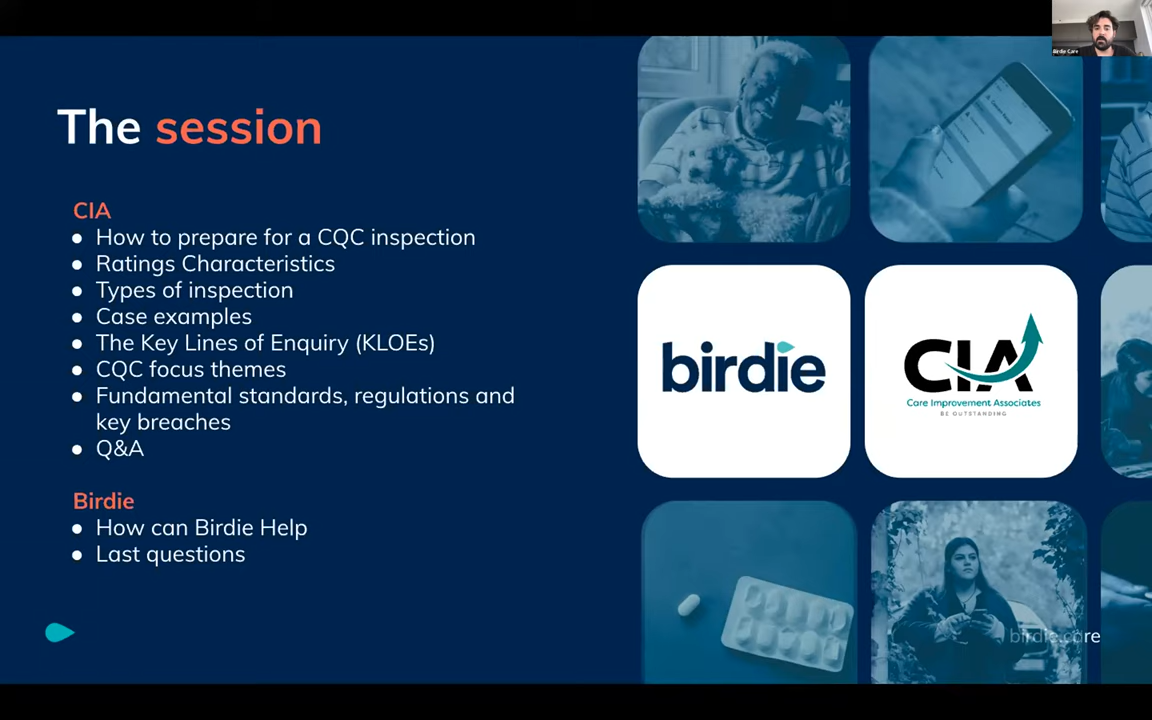 Birdie Care
The session
CIA
● How to prepare for a CQC inspection
● Ratings Characteristics
● Types of inspection
● Case examples
● The Key Lines of Enquiry (KLOEs)
● CQC focus themes
● Fundamental standards, regulations and
key breaches
● Q&A
Birdie
● How can Birdie Help
● Last questions
birdie
CIA
Care Improvement Associates
BE OUTSTANDING
birdie.care